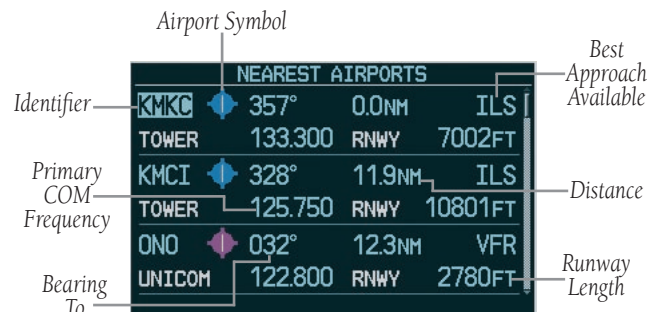 Airport Symbol
NEAREST AIRPORTS
Best
Approach
Available
Identifier
KMKC 357° 0.0NM ILS
TOWER 133.300 RNWY 7002FT
Primary
COM
Frequency
KMCI 328° 11.9NM ILS
Distance
TOWER 125.750 RNWY 10801FT
ONO 032° 12.3NM VFR
UNICOM 122.800 RNWY 2780FT
Runway
Length
Bearing
To